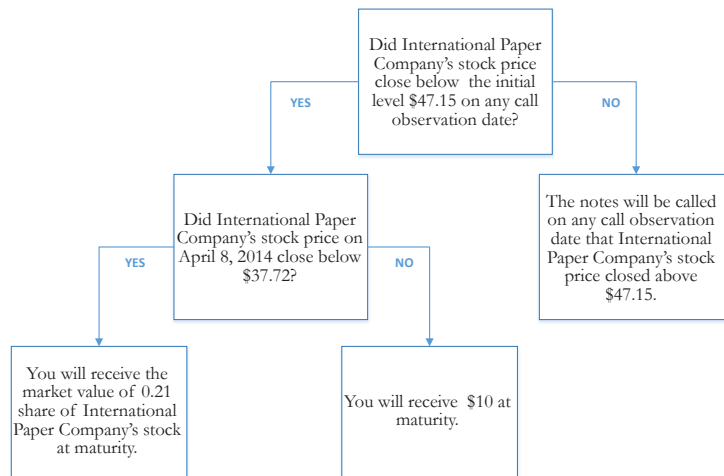 Did International Paper
Company's stock price
close below the initial
level $47.15 on any call
observation date?
YES
NO
Did International Paper
Company's stock price on
April 8, 2014 close below
$37.72?
The notes will be called
on any call observation
date that International
Paper Company's stock
price closed above
$47.15.
YES
NO
You will receive the
market value of 0.21
share of International
Paper Company's stock
at maturity.
You will receive $10 at
maturity.